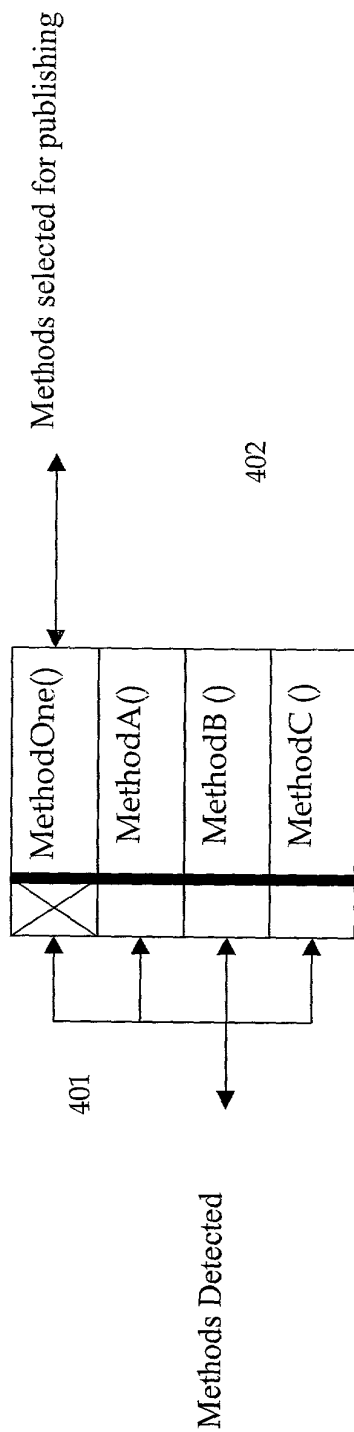 Methods selected for publishing
402
MethodOne()
MethodA()
MethodB ()
MethodC ()
401
Methods Detected